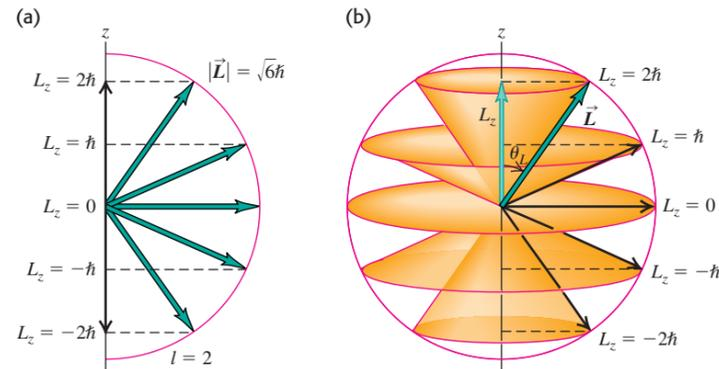 (a)
z
L_z = 2ħ
|L⃗| = √6ħ
L_z = ħ
L_z = 0
L_z = −ħ
L_z = −2ħ
l = 2
(b)
z
L_z = 2ħ
L_z
L⃗
L_z = ħ
θ_L
L_z = 0
L_z = −ħ
L_z = −2ħ